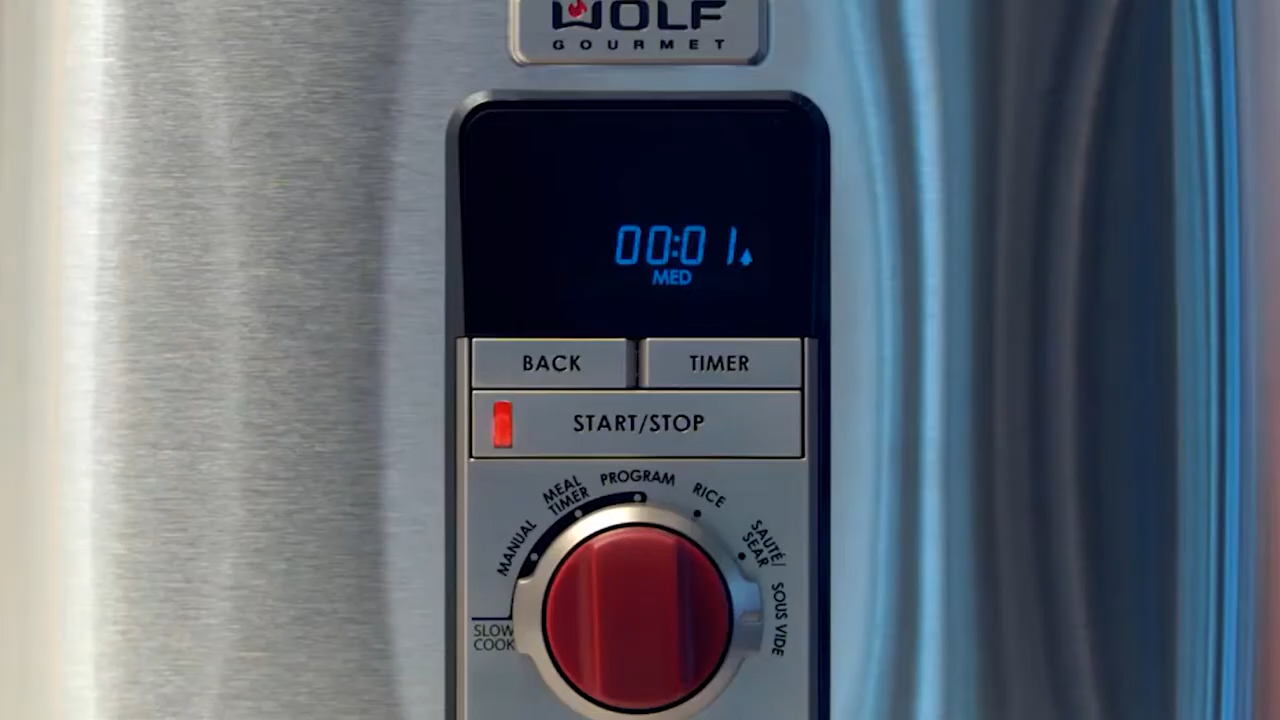 WOLF
GOURMET
00:01
MED
BACK
TIMER
START/STOP
MANUAL
MEAL
TIMER
PROGRAM
RICE
SAUTÉ/
SEAR
SOUS VIDE
SLOW
COOK